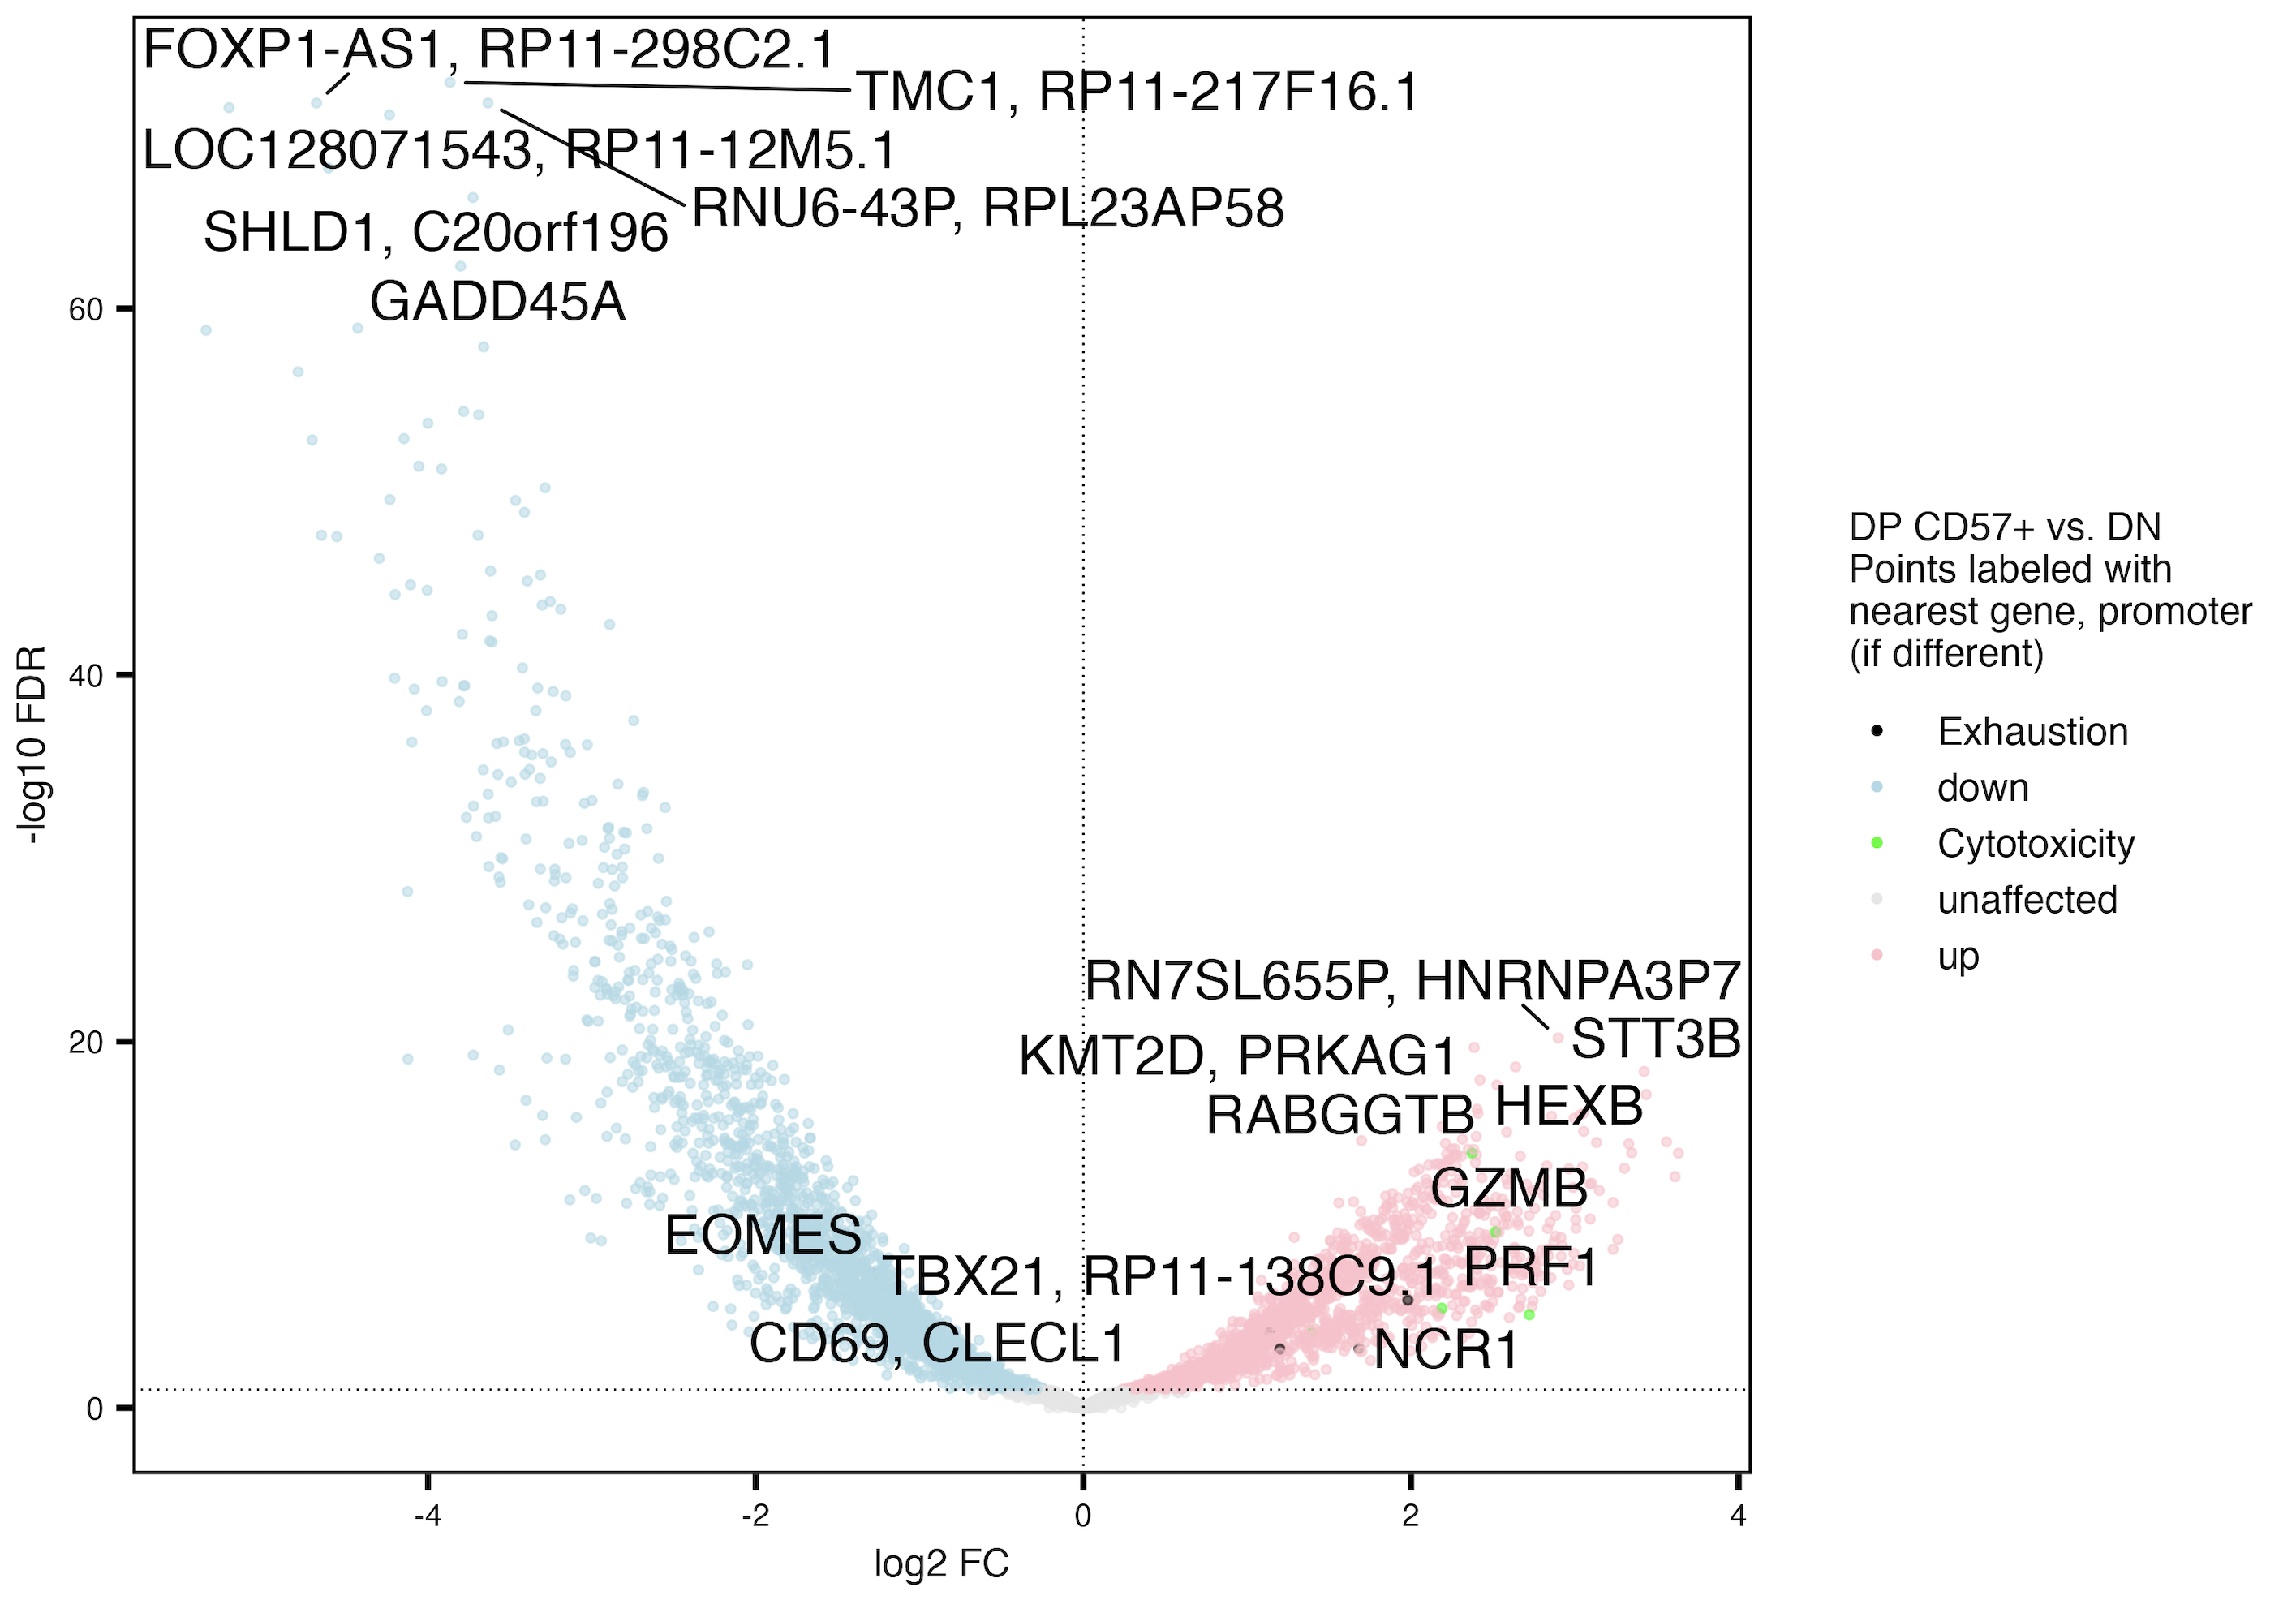 FOXP1-AS1, RP11-298C2.1
TMC1, RP11-217F16.1
LOC128071543, RP11-12M5.1
RNU6-43P, RPL23AP58
SHLD1, C20orf196
GADD45A
RN7SL655P, HNRNPA3P7
STT3B
KMT2D, PRKAG1
HEXB
RABGGTB
GZMB
EOMES
PRF1
TBX21, RP11-138C9.1
CD69, CLECL1
NCR1
60
40
20
0
-log10 FDR
-4
-2
0
2
4
log2 FC
DP CD57+ vs. DN
Points labeled with
nearest gene, promoter
(if different)
Exhaustion
down
Cytotoxicity
unaffected
up